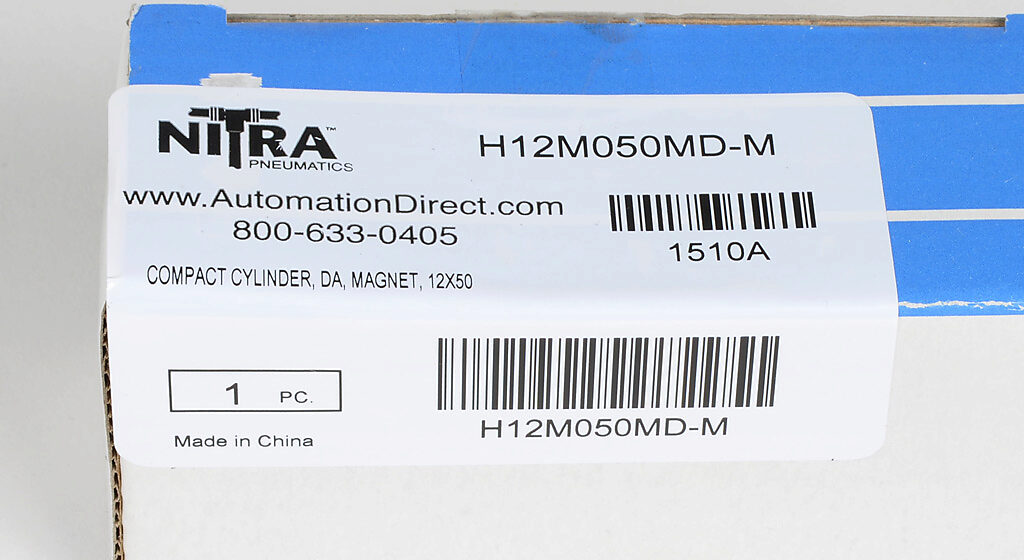 NITRA™
PNEUMATICS
H12M050MD-M
www.AutomationDirect.com
800-633-0405
1510A
COMPACT CYLINDER, DA, MAGNET, 12X50
1 PC.
H12M050MD-M
Made in China